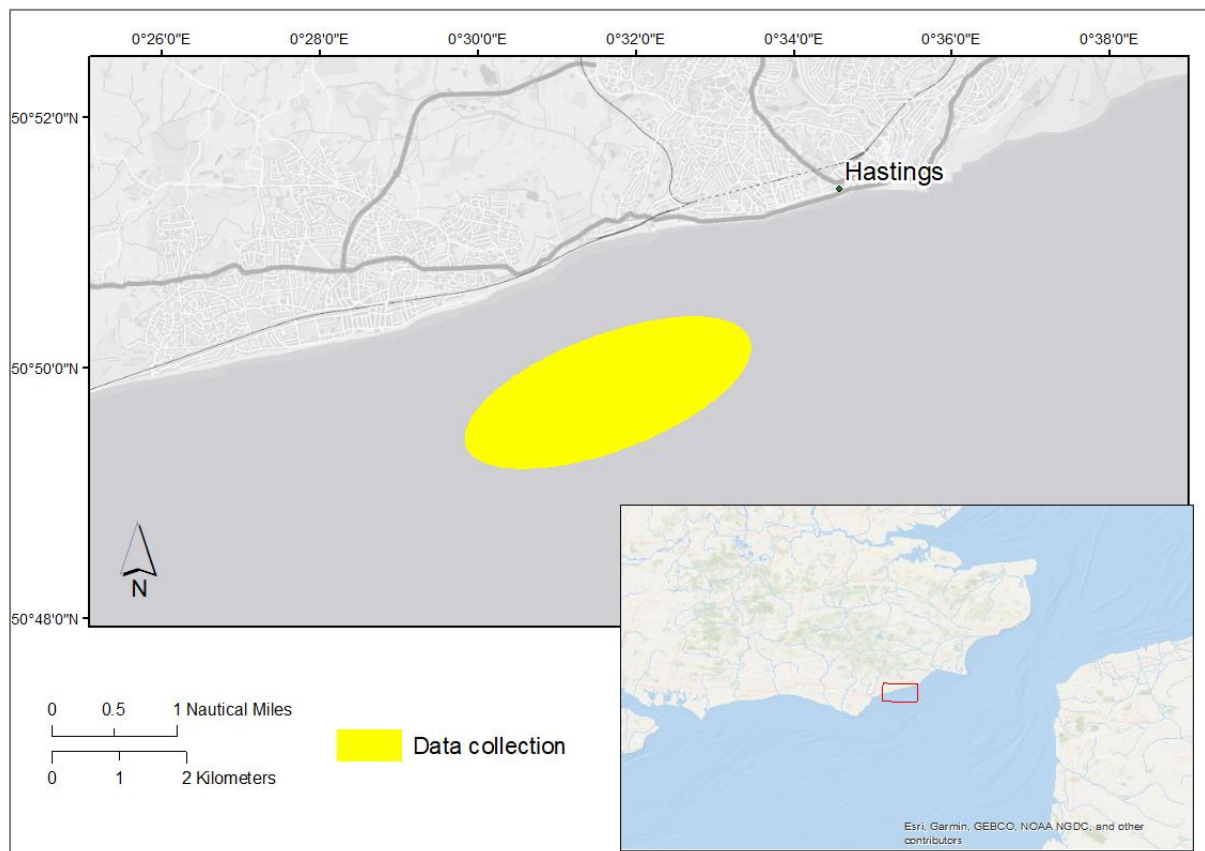 0°26'0"E 0°28'0"E 0°30'0"E 0°32'0"E 0°34'0"E 0°36'0"E 0°38'0"E
50°52'0"N
Hastings
50°50'0"N
50°48'0"N
N
0 0.5 1 Nautical Miles
0 1 2 Kilometers
Data collection
Esri, Garmin, GEBCO, NOAA NGDC, and other
contributors